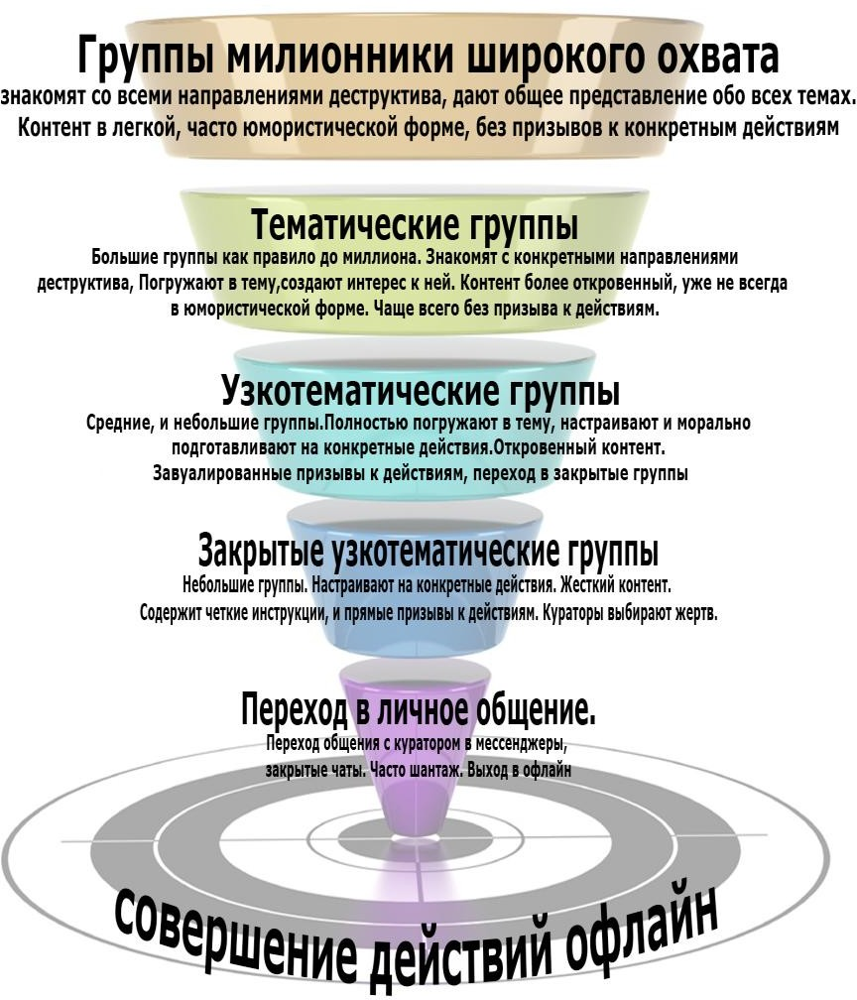 Группы милионники широкого охвата
знакомят со всеми направлениями деструктива, дают общее представление обо всех темах.
Контент в легкой, часто юмористической форме, без призывов к конкретным действиям
Тематические группы
Большие группы как правило до миллиона. Знакомят с конкретными направлениями
деструктива, Погружают в тему,создают интерес к ней. Контент более откровенный, уже не всегда
в юмористической форме. Чаще всего без призыва к действиям.
Узкотематические группы
Средние, и небольшие группы.Полностью погружают в тему, настраивают и морально
подготавливают на конкретные действия.Откровенный контент.
Завуалированные призывы к действиям, переход в закрытые группы
Закрытые узкотематические группы
Небольшие группы. Настраивают на конкретные действия. Жесткий контент.
Содержит четкие инструкции, и прямые призывы к действиям. Кураторы выбирают жертв.
Переход в личное общение.
Переход общения с куратором в мессенджеры,
закрытые чаты. Часто шантаж. Выход в офлайн
совершение действий офлайн